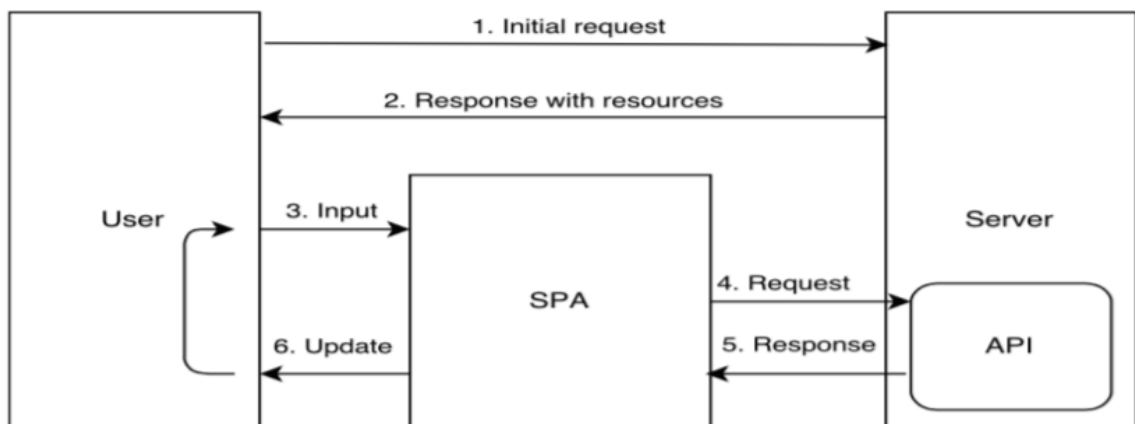 1. Initial request
2. Response with resources
User
3. Input
Server
SPA
4. Request
6. Update
5. Response
API